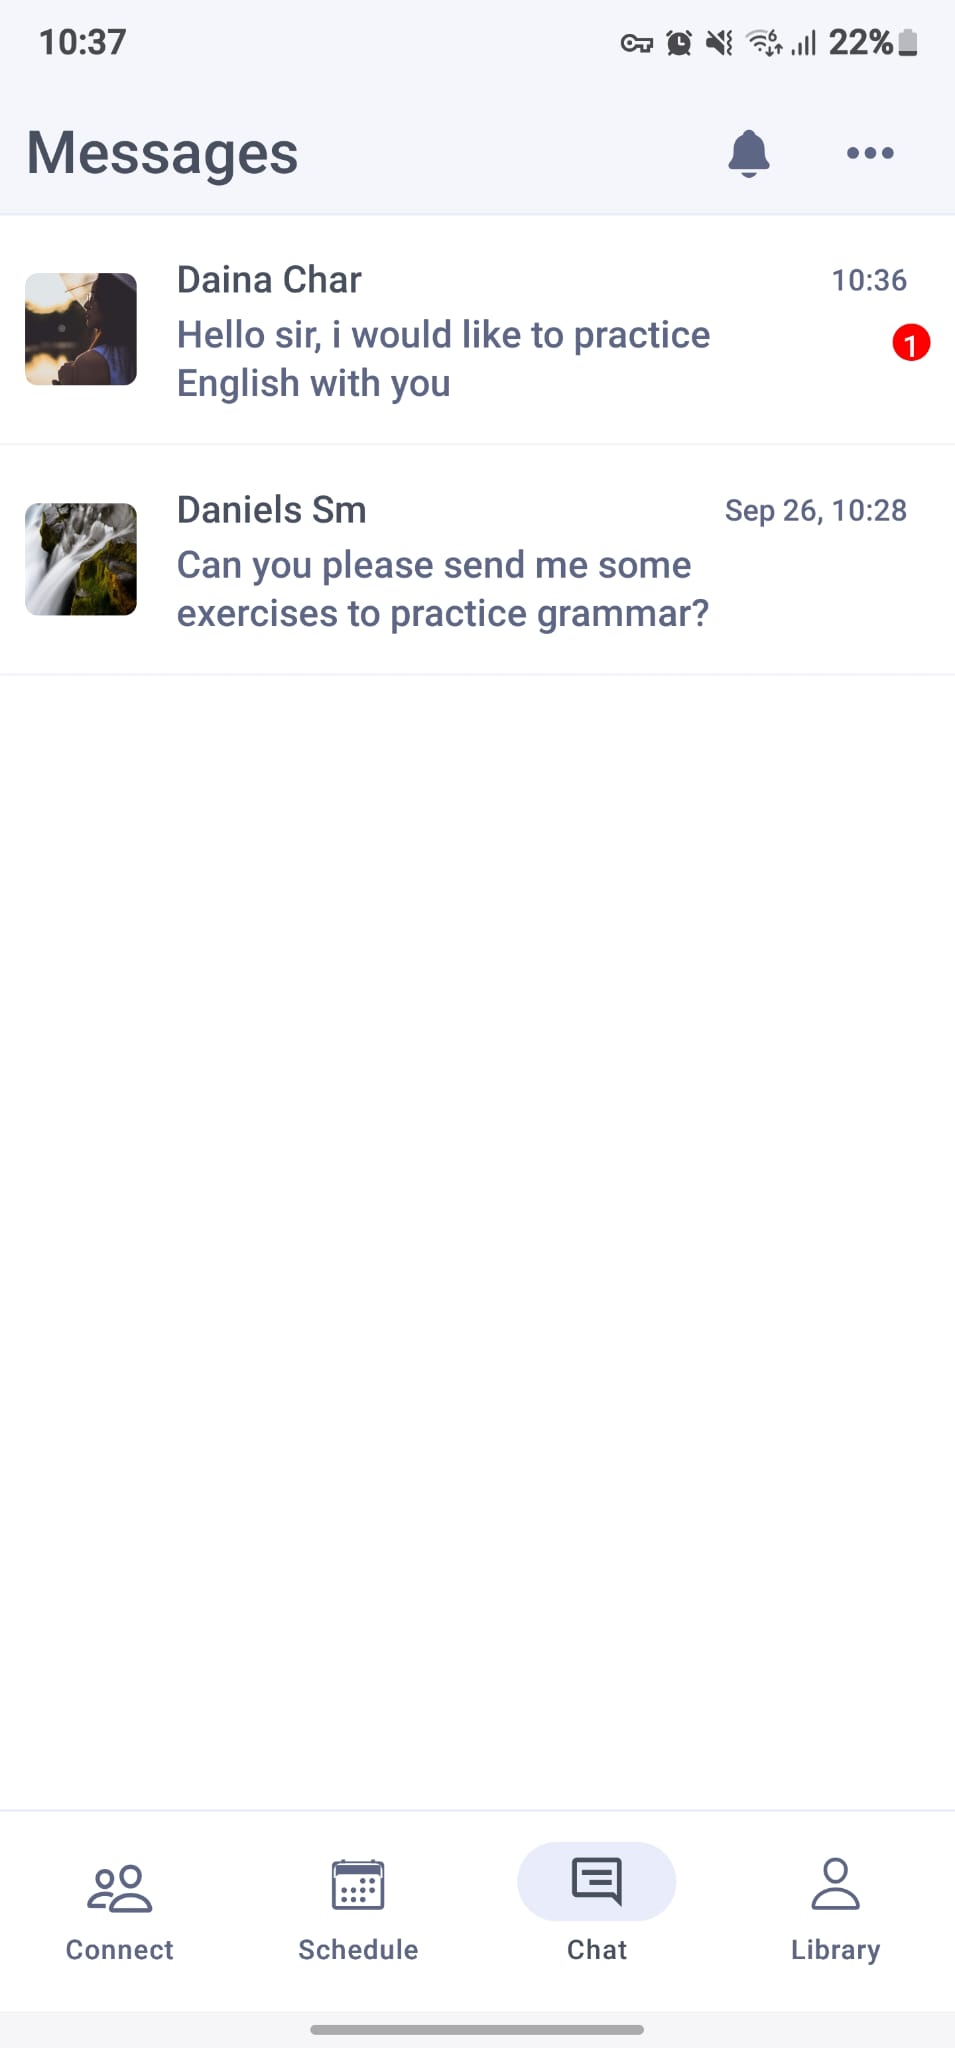 10:37
22%
Messages
Daina Char
10:36
Hello sir, i would like to practice
1
English with you
Daniels Sm
Sep 26, 10:28
Can you please send me some
exercises to practice grammar?
Connect
Schedule
Chat
Library